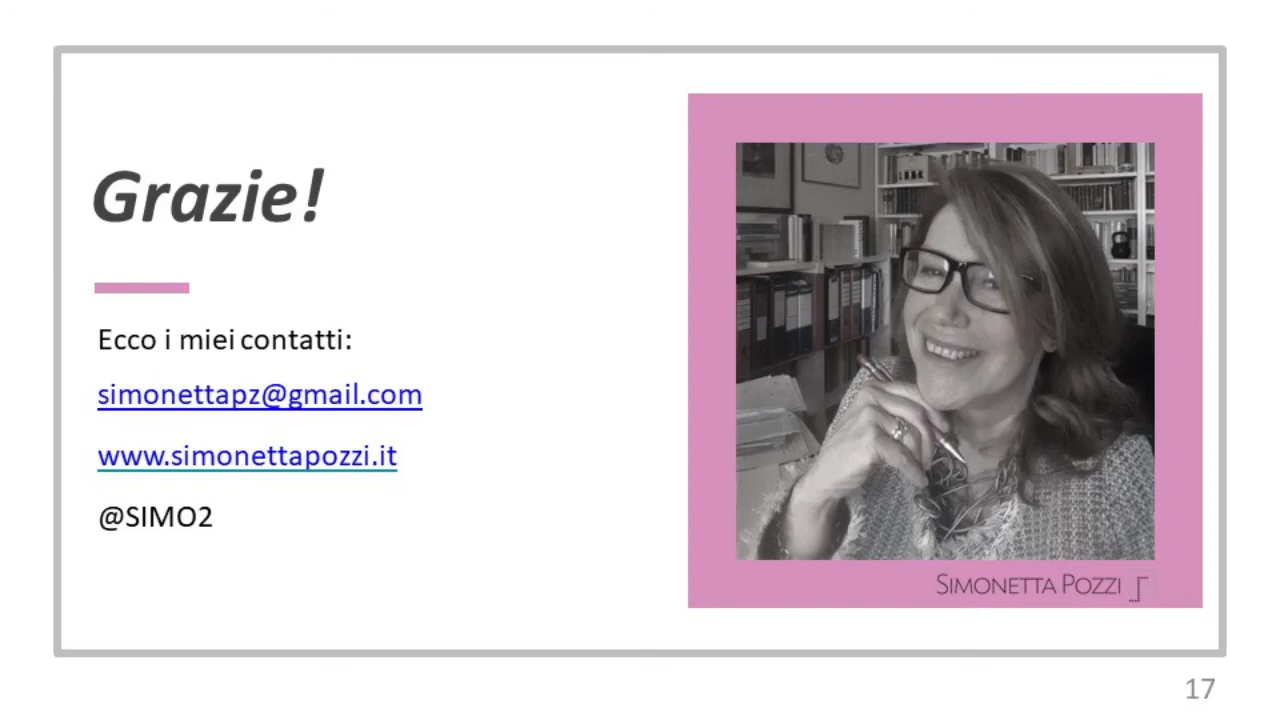 Grazie!
Ecco i miei contatti:
simonettapz@gmail.com
www.simonettapozzi.it
@SIMO2
SIMONETTA POZZI
17